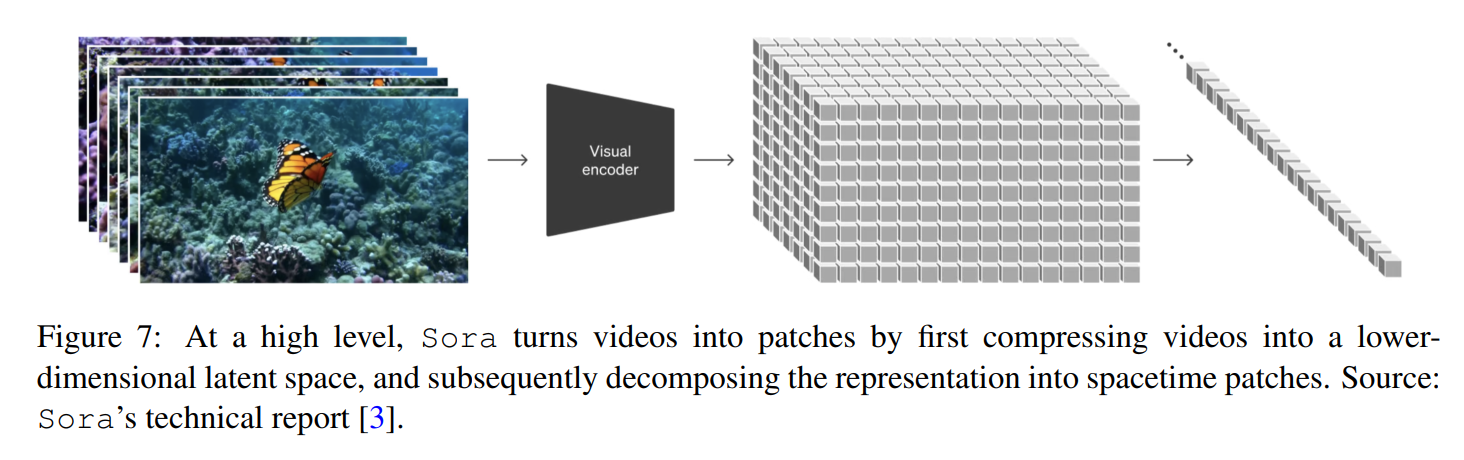 Visual
encoder
Figure 7: At a high level, Sora turns videos into patches by first compressing videos into a lower-
dimensional latent space, and subsequently decomposing the representation into spacetime patches. Source:
Sora's technical report [3].